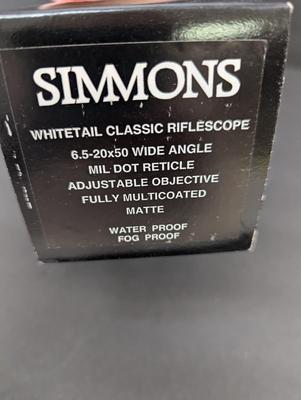 SIMMONS
WHITETAIL CLASSIC RIFLESCOPE
6.5-20x50 WIDE ANGLE
MIL DOT RETICLE
ADJUSTABLE OBJECTIVE
FULLY MULTICOATED
MATTE
WATER PROOF
FOG PROOF